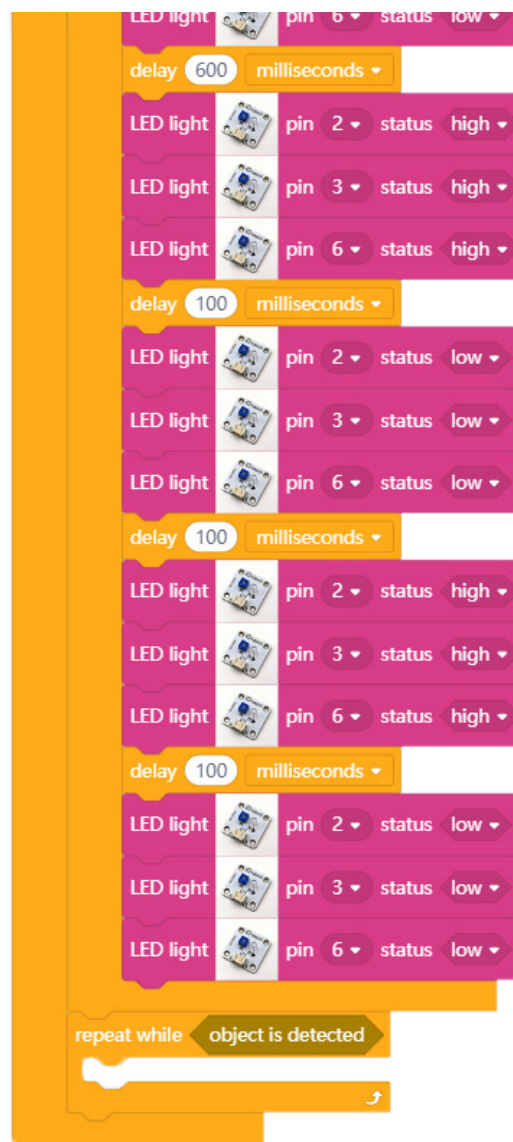 LED light pin 6 status low
delay 600 milliseconds
LED light pin 2 status high
LED light pin 3 status high
LED light pin 6 status high
delay 100 milliseconds
LED light pin 2 status low
LED light pin 3 status low
LED light pin 6 status low
delay 100 milliseconds
LED light pin 2 status high
LED light pin 3 status high
LED light pin 6 status high
delay 100 milliseconds
LED light pin 2 status low
LED light pin 3 status low
LED light pin 6 status low
repeat while object is detected